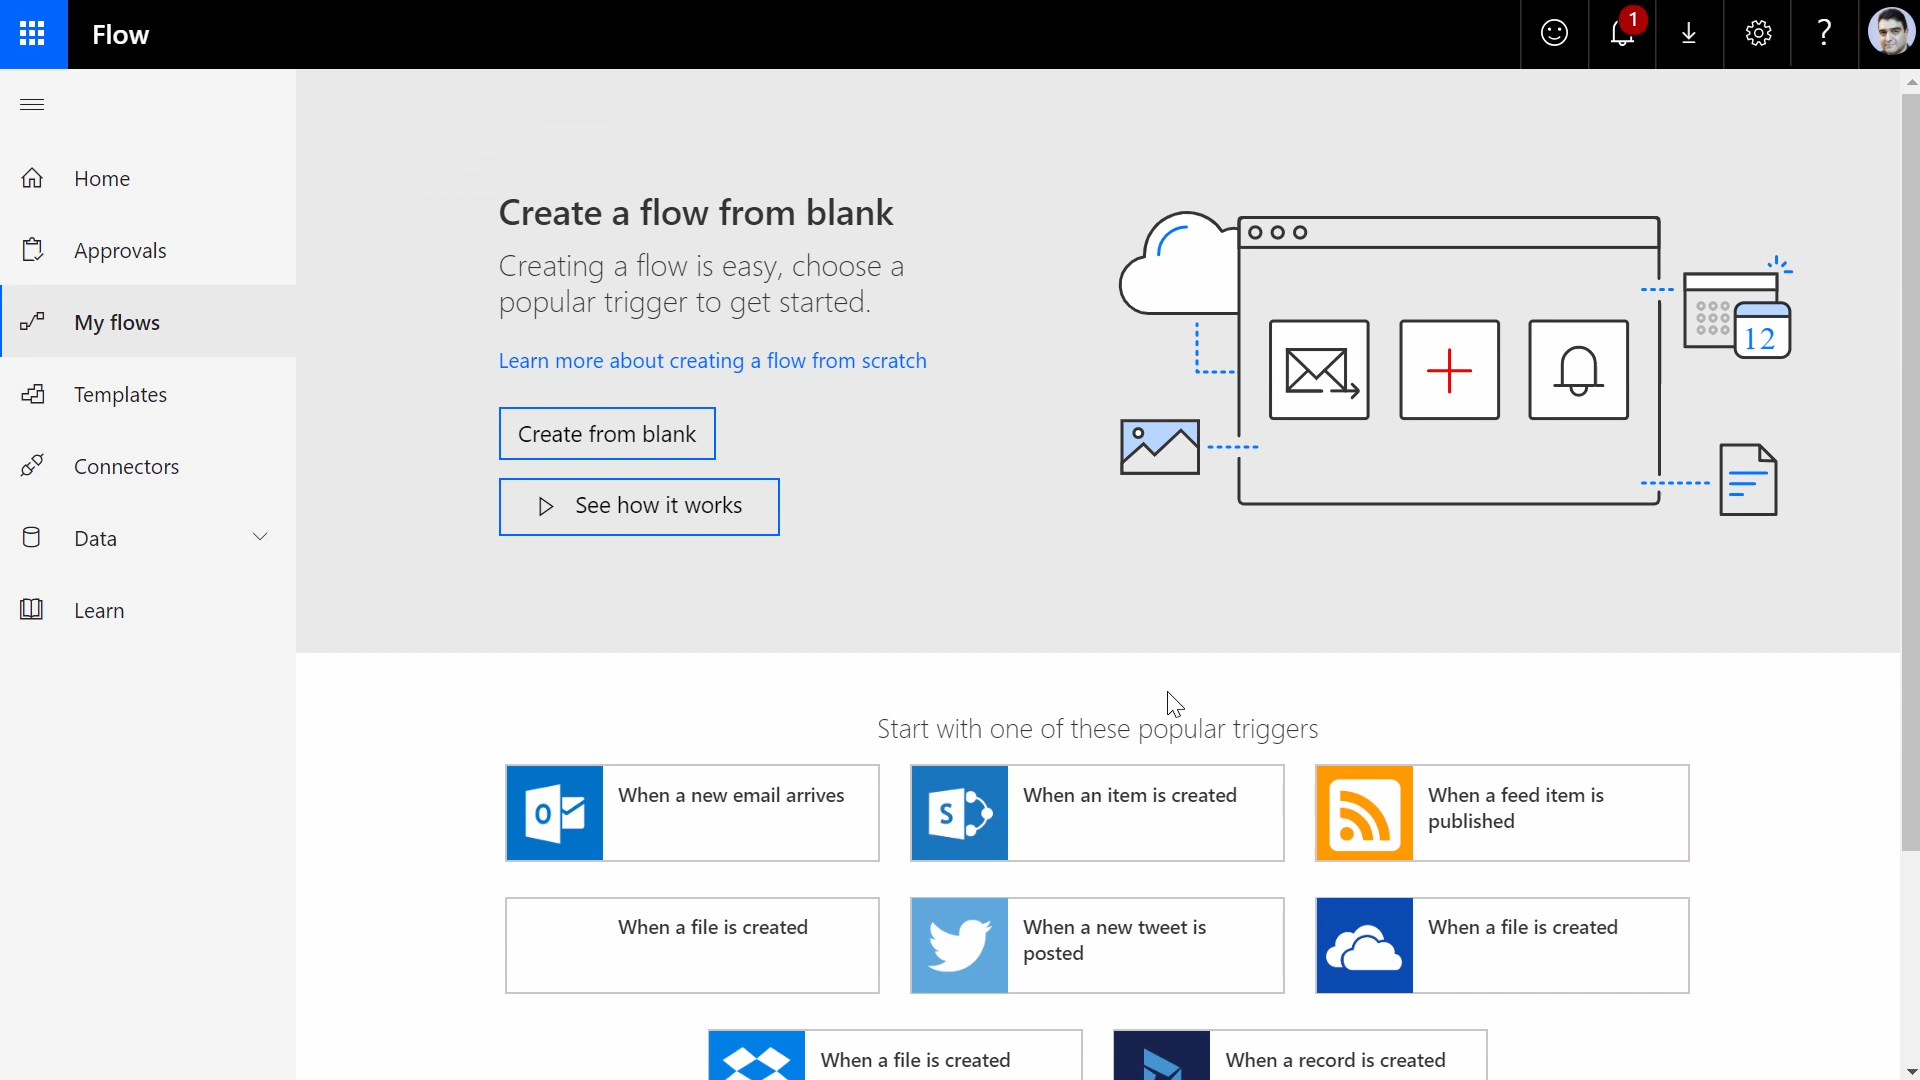 Flow
1
?
Home
Approvals
My flows
Templates
Connectors
Data
Learn
Create a flow from blank
Creating a flow is easy, choose a
popular trigger to get started.
Learn more about creating a flow from scratch
Create from blank
See how it works
12
Start with one of these popular triggers
O
When a new email arrives
S
When an item is created
When a feed item is
published
When a file is created
When a new tweet is
posted
When a file is created
When a file is created
When a record is created